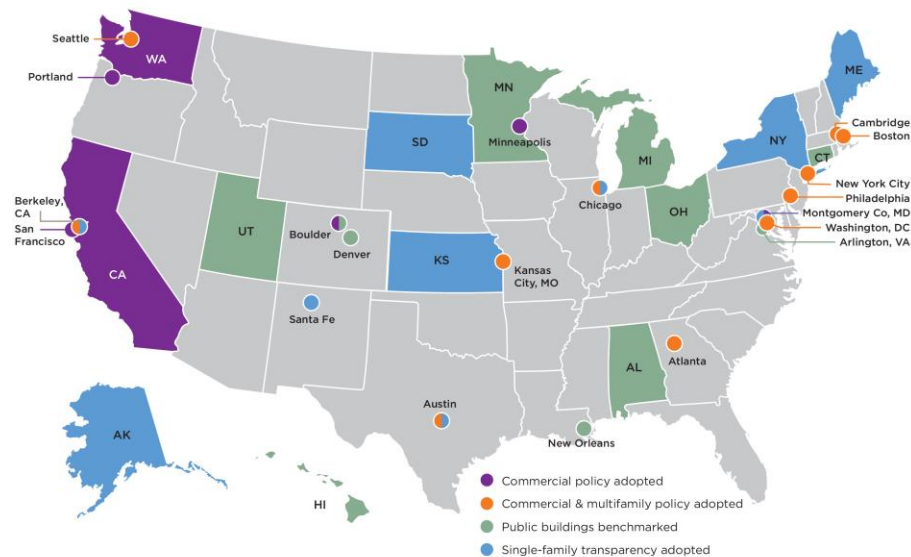 Seattle
WA
Portland
MN
Minneapolis
SD
MI
ME
NY
Cambridge
Boston
CT
New York City
Philadelphia
Montgomery Co, MD
Washington, DC
Arlington, VA
Chicago
OH
Berkeley,
CA
San
Francisco
CA
UT
Boulder
Denver
KS
Kansas
City, MO
Santa Fe
Atlanta
AL
Austin
New Orleans
AK
HI
Commercial policy adopted
Commercial & multifamily policy adopted
Public buildings benchmarked
Single-family transparency adopted